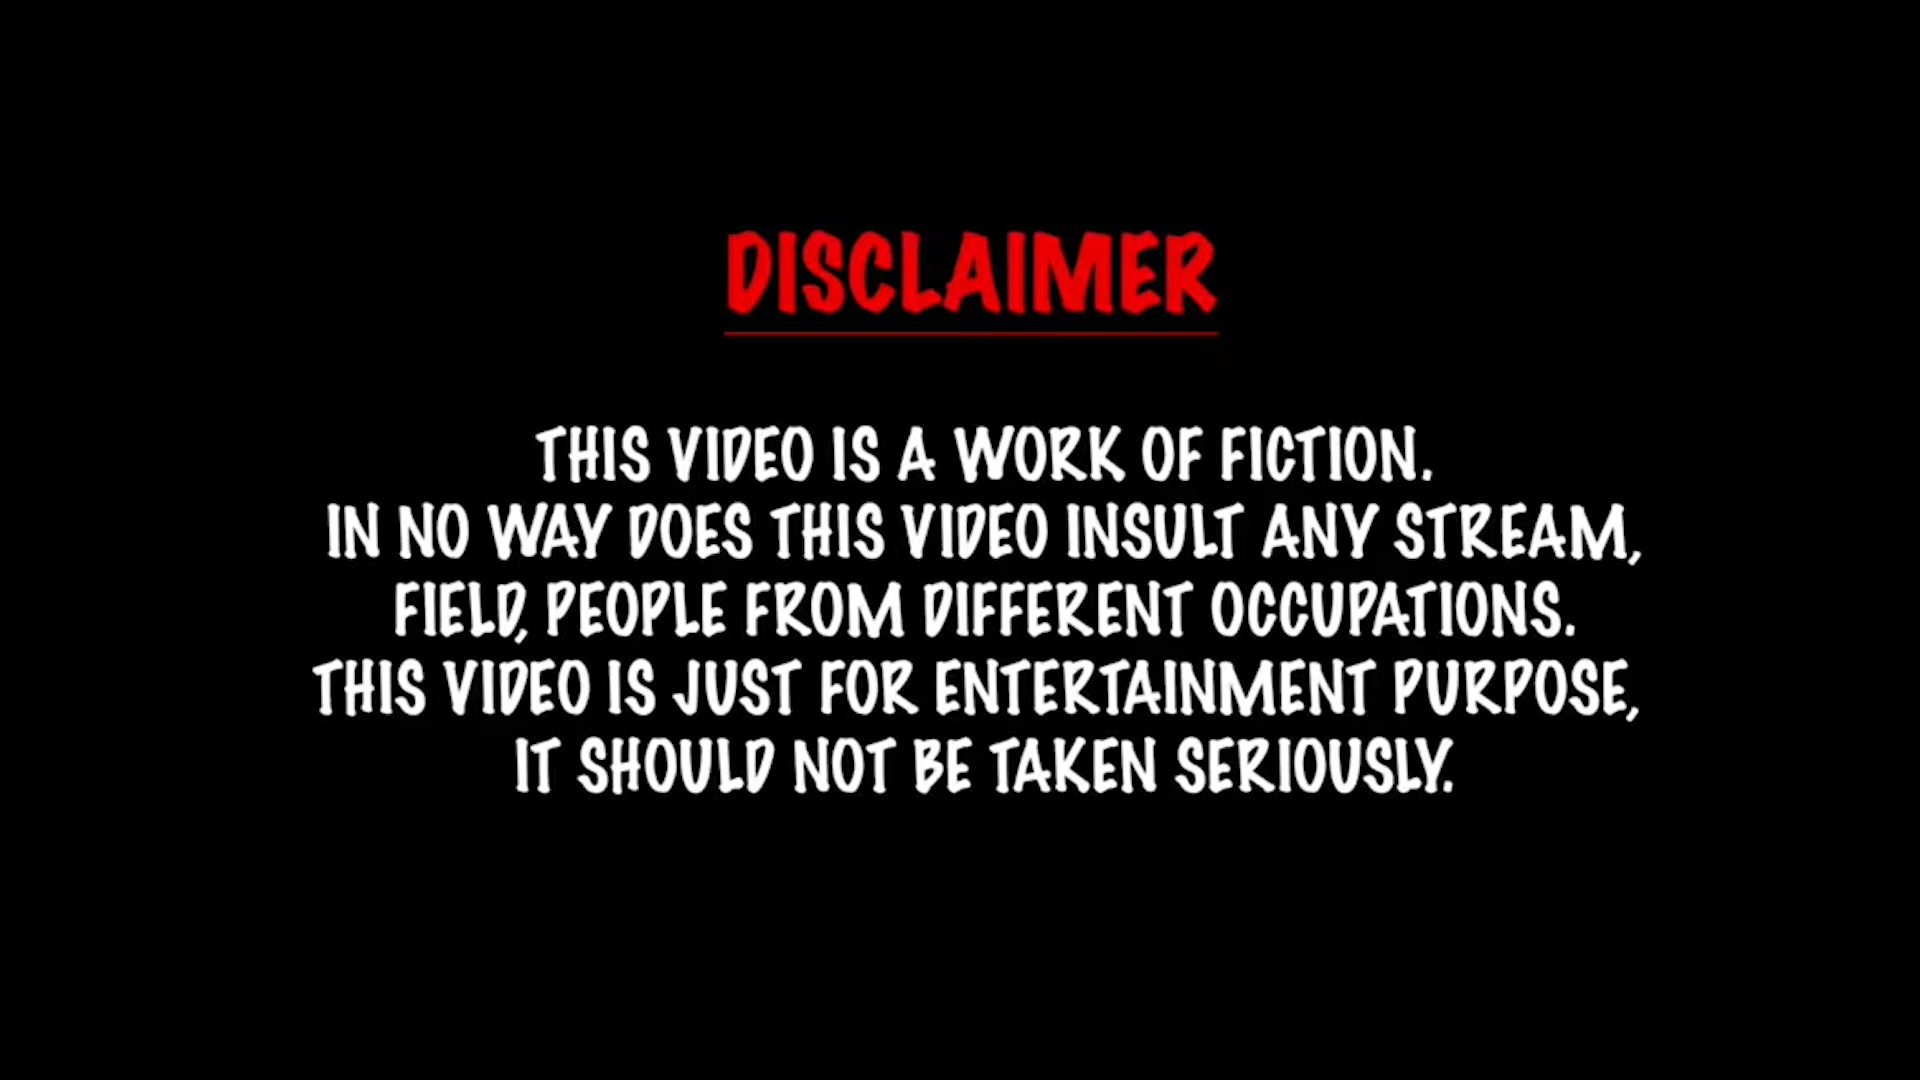 DISCLAIMER
THIS VIDEO IS A WORK OF FICTION.
IN NO WAY DOES THIS VIDEO INSULT ANY STREAM,
FIELD, PEOPLE FROM DIFFERENT OCCUPATIONS.
THIS VIDEO IS JUST FOR ENTERTAINMENT PURPOSE,
IT SHOULD NOT BE TAKEN SERIOUSLY.